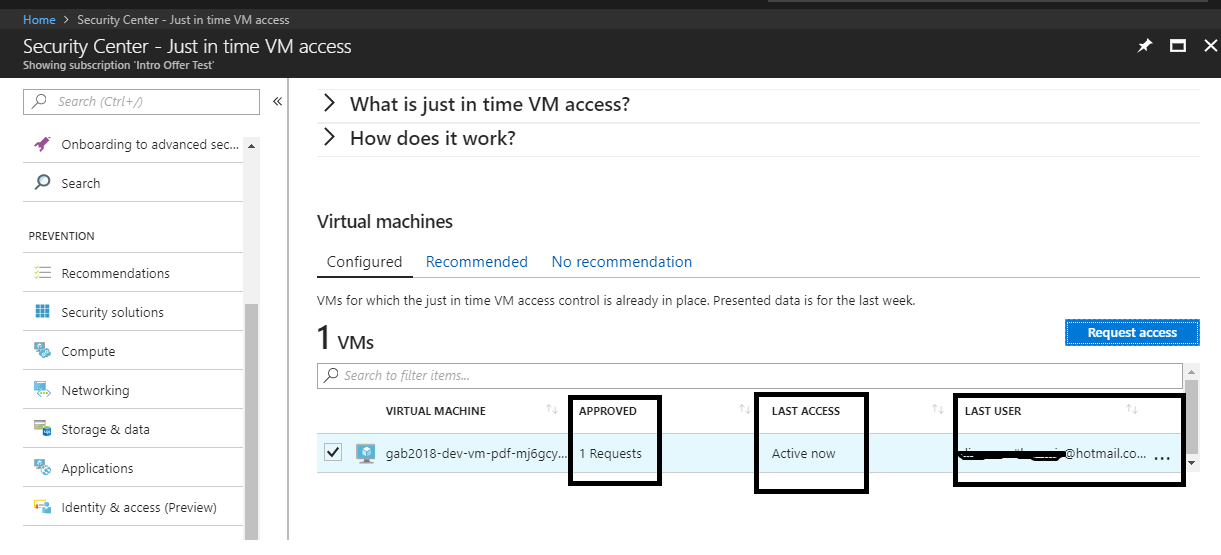 Home > Security Center - Just in time VM access
Security Center - Just in time VM access
Showing subscription 'Intro Offer Test'
Search (Ctrl+/)
Onboarding to advanced sec...
Search
PREVENTION
Recommendations
Security solutions
Compute
Networking
Storage & data
Applications
Identity & access (Preview)
What is just in time VM access?
How does it work?
Virtual machines
Configured Recommended No recommendation
VMs for which the just in time VM access control is already in place. Presented data is for the last week.
1 VMs
Request access
Search to filter items...
VIRTUAL MACHINE APPROVED LAST ACCESS LAST USER
gab2018-dev-vm-pdf-mj6gcy... 1 Requests Active now @hotmail.co... ...